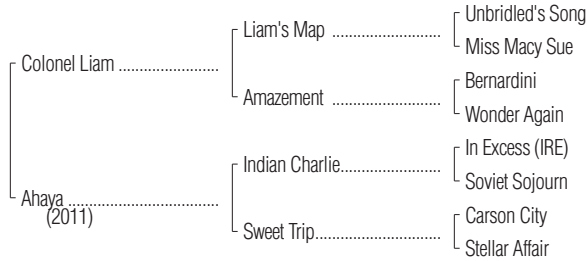 Unbridled's Song
Liam's Map ....................
Miss Macy Sue
Colonel Liam ...................
Bernardini
Amazement ....................
Wonder Again
In Excess (IRE)
Indian Charlie...................
Soviet Sojourn
Ahaya .............................
(2011)
Carson City
Sweet Trip.......................
Stellar Affair